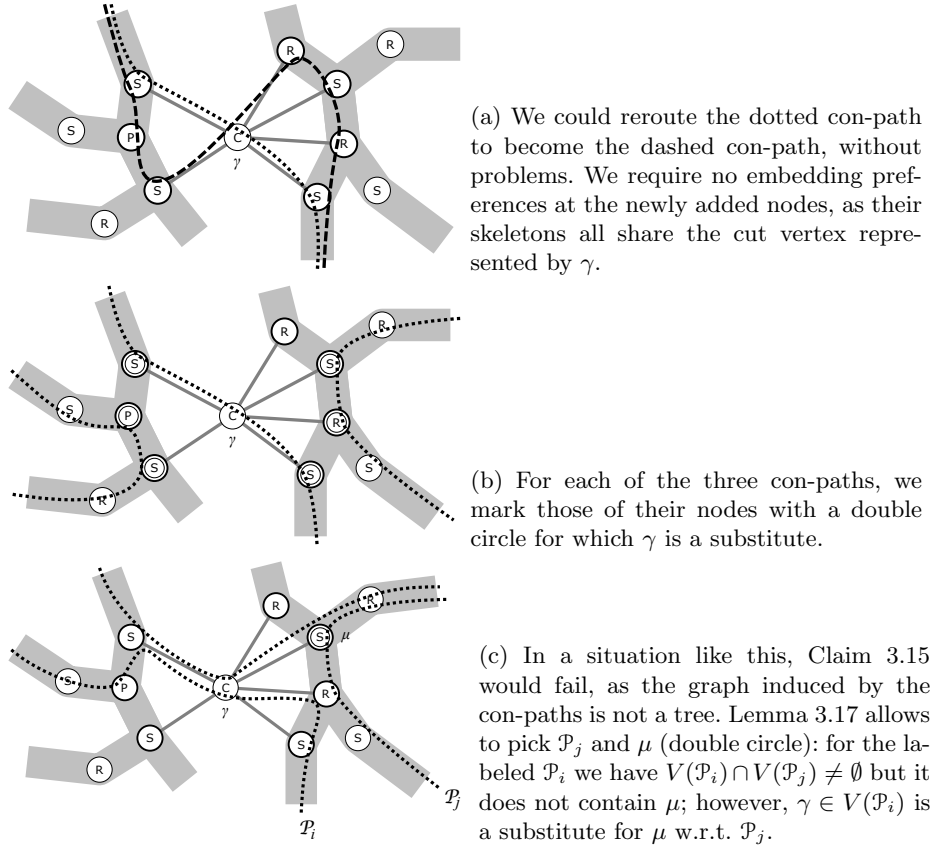 R
R
S
S
S
P
C
R
γ
S
S
S
R
(a) We could reroute the dotted con-path
to become the dashed con-path, without
problems. We require no embedding pref-
erences at the newly added nodes, as their
skeletons all share the cut vertex repre-
sented by γ.
R
R
S
S
S
P
C
R
γ
S
S
S
R
(b) For each of the three con-paths, we
mark those of their nodes with a double
circle for which γ is a substitute.
R
R
S
S
μ
S
P
C
R
γ
S
S
S
R
𝒫j
𝒫i
(c) In a situation like this, Claim 3.15
would fail, as the graph induced by the
con-paths is not a tree. Lemma 3.17 allows
to pick 𝒫j and μ (double circle): for the la-
beled 𝒫i we have V(𝒫i) ∩ V(𝒫j) ≠ ∅ but it
does not contain μ; however, γ ∈ V(𝒫i) is
a substitute for μ w.r.t. 𝒫j.